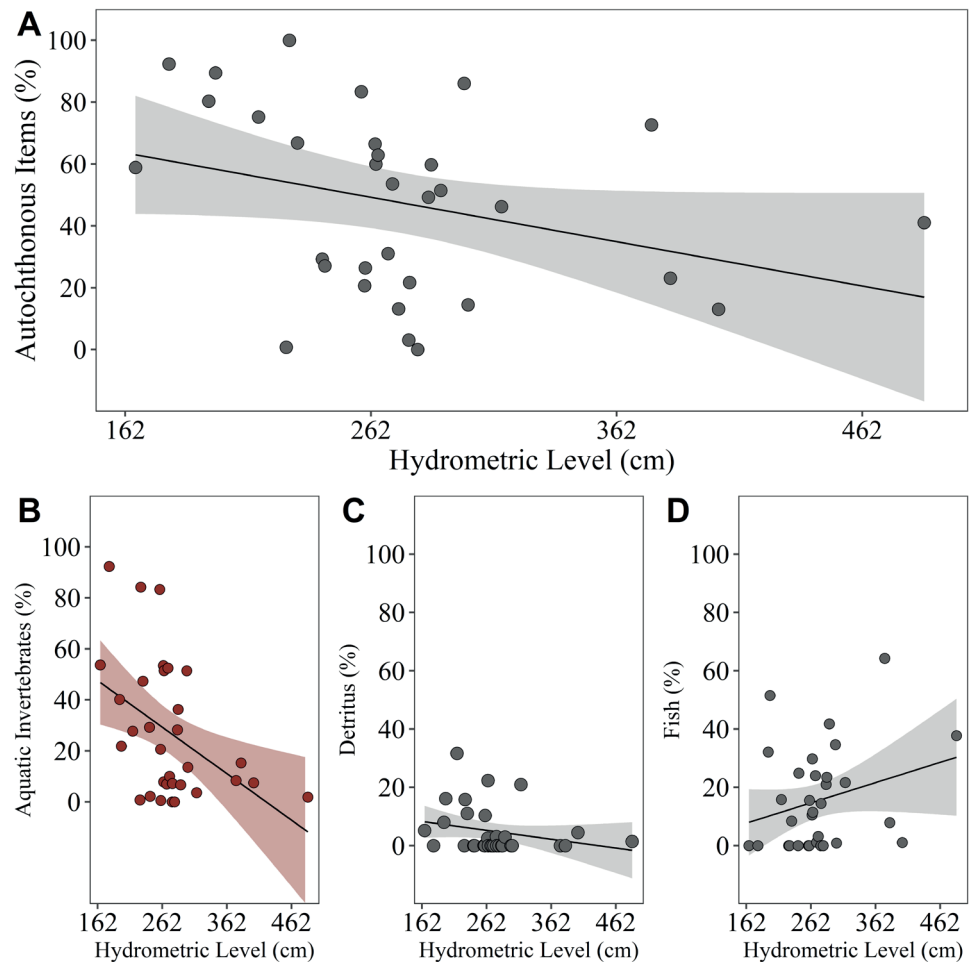 A
Autochthonous Items (%)
100
80
60
40
20
0
162 262 362 462
Hydrometric Level (cm)
B
Aquatic Invertebrates (%)
100
80
60
40
20
0
162 262 362 462
Hydrometric Level (cm)
C
Detritus (%)
100
80
60
40
20
0
162 262 362 462
Hydrometric Level (cm)
D
Fish (%)
100
80
60
40
20
0
162 262 362 462
Hydrometric Level (cm)